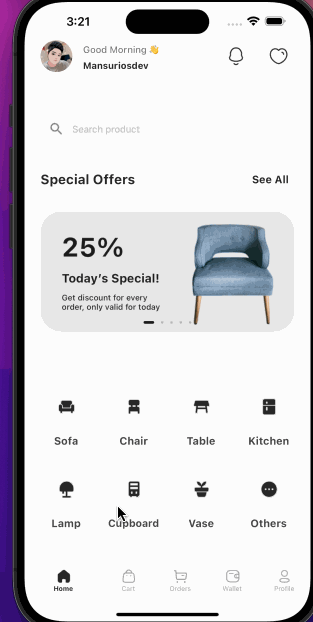 3:21
Good Morning 👋
Mansuriosdev
Search product
Special Offers
See All
25%
Today's Special!
Get discount for every
order, only valid for today
Sofa
Chair
Table
Kitchen
Lamp
Cupboard
Vase
Others
Home
Cart
Orders
Wallet
Profile